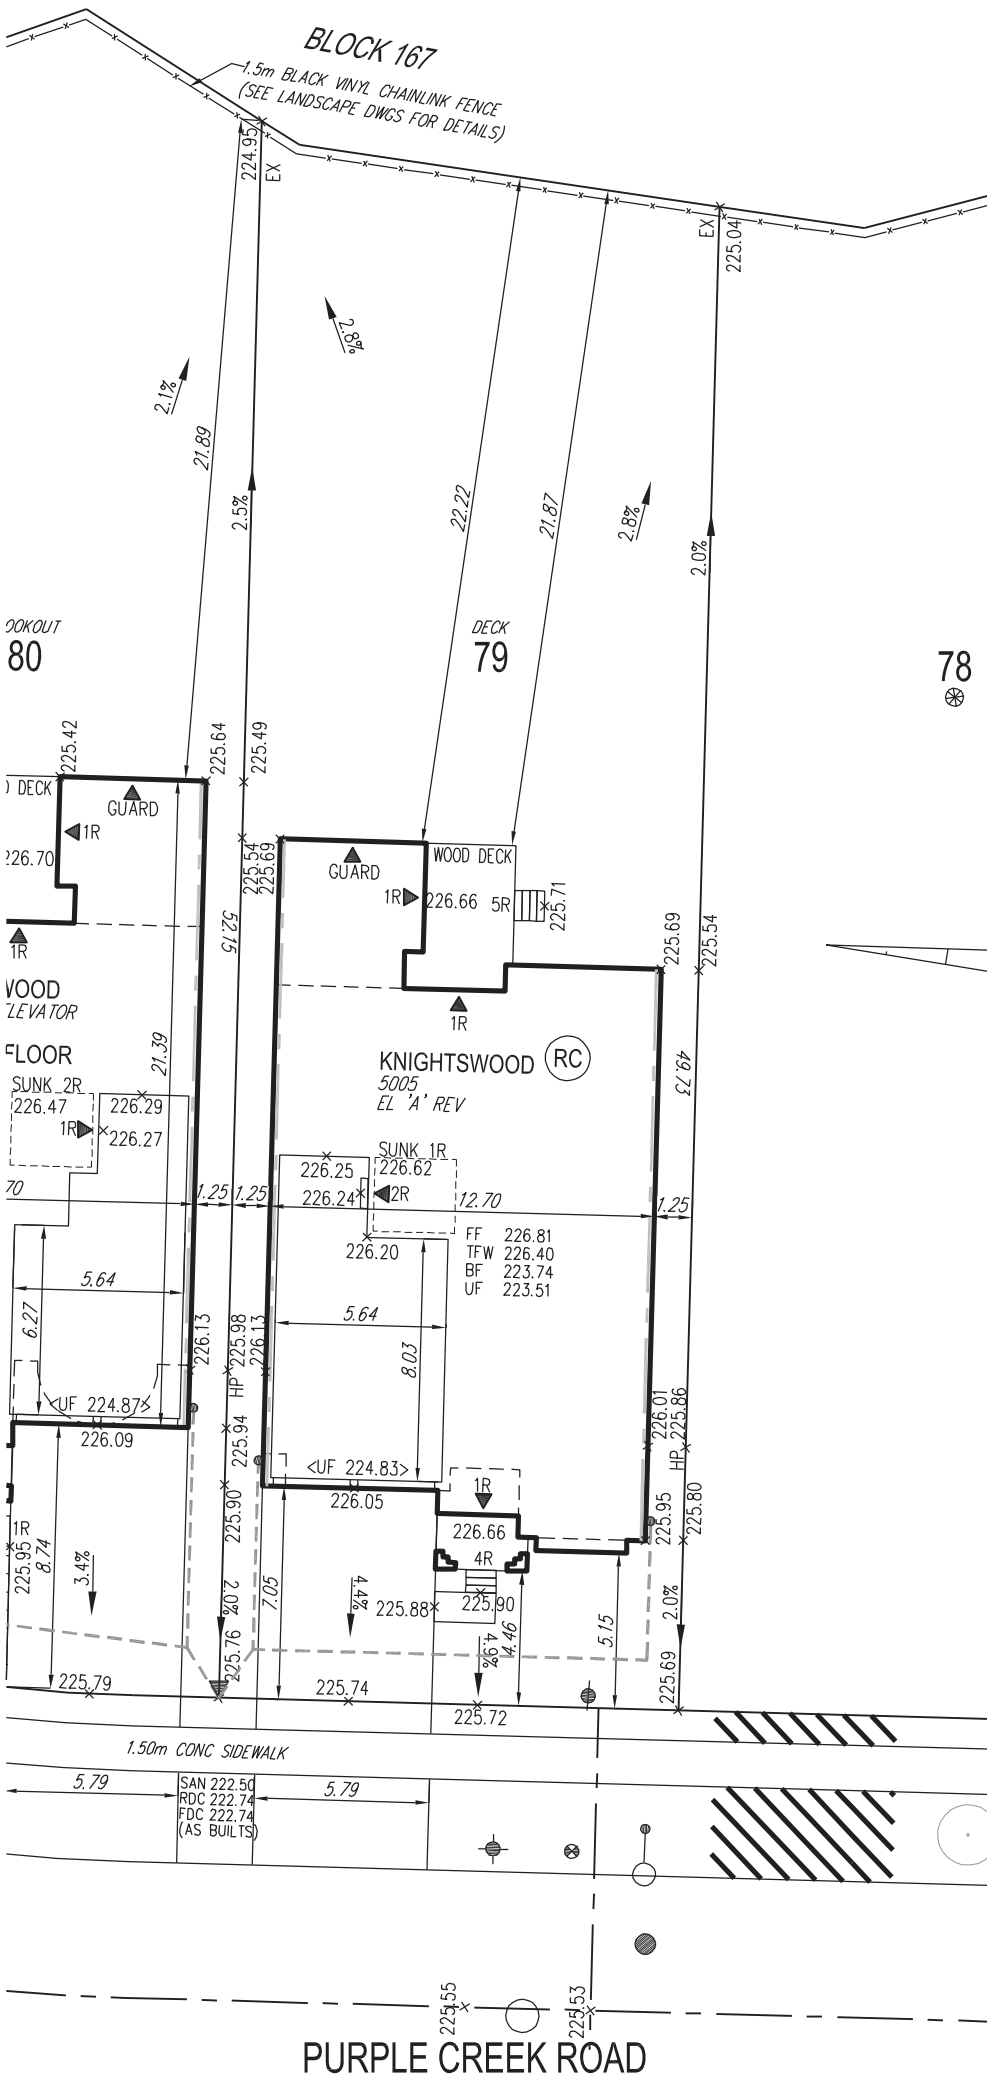 BLOCK 167
1.5m BLACK VINYL CHAINLINK FENCE
(SEE LANDSCAPE DWGS FOR DETAILS)
224.95
EX
EX
225.04
2.8%
2.1%
21.89
2.5%
22.22
21.87
2.8%
2.0%
OOKOUT
80
DECK
79
78
225.42
225.64
225.49
DECK
GUARD
1R
226.70
1R
225.54
225.69
GUARD
WOOD DECK
1R
226.66
5R
225.71
52.15
225.69
225.54
1R
WOOD
ELEVATOR
FLOOR
21.39
KNIGHTSWOOD
RC
5005
EL 'A' REV
49.73
SUNK 2R
226.47
226.29
1R
226.27
SUNK 1R
226.25
226.62
226.24
2R
226.20
70
1.25
1.25
12.70
1.25
FF 226.81
TFW 226.40
BF 223.74
UF 223.51
5.64
6.27
5.64
8.03
226.13
225.98
HP
226.13
<UF 224.87>
226.09
225.94
<UF 224.83>
226.05
225.90
226.01
225.86
HP
1R
226.66
4R
225.95
225.80
1R
225.95
8.74
3.4%
2.0%
7.05
4.4%
225.88
225.90
4.46
4.9%
5.15
2.0%
225.76
225.69
225.79
225.74
225.72
1.50m CONC SIDEWALK
5.79
SAN 222.50
RDC 222.74
FDC 222.74
(AS BUILTS)
5.79
225.55
225.53
PURPLE CREEK ROAD